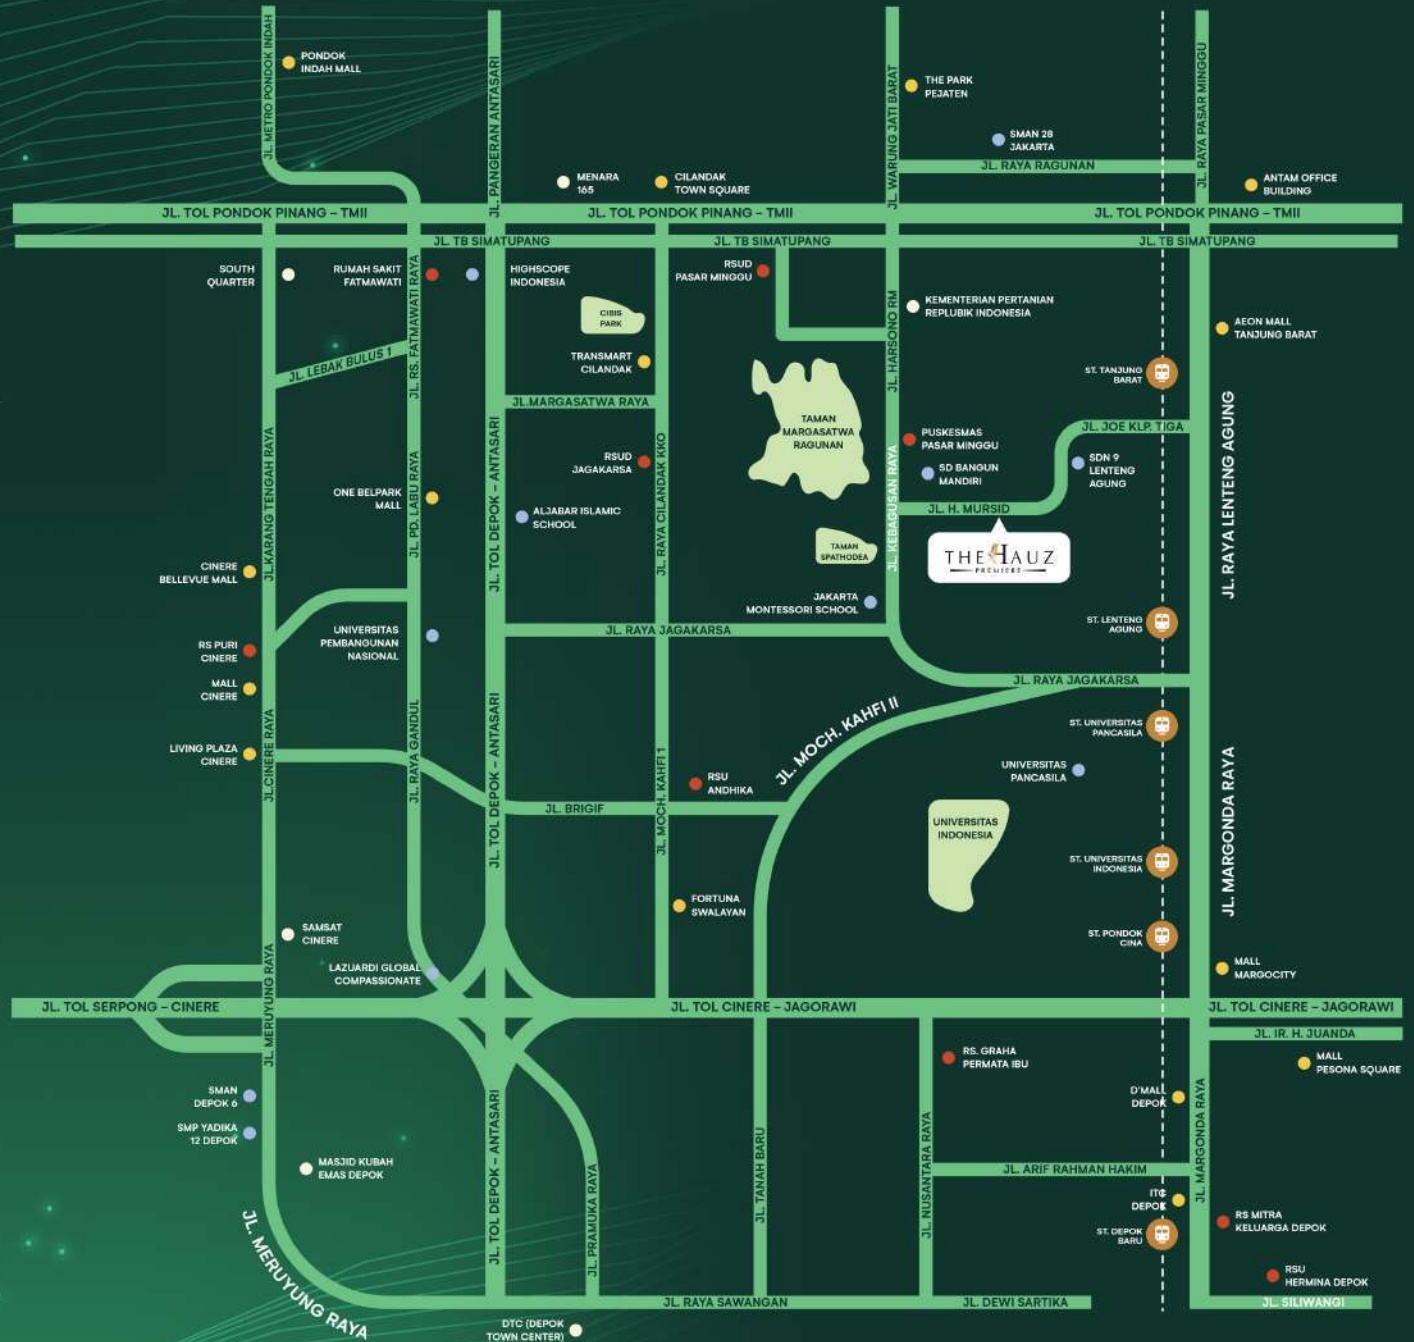 JL. METRO PONDOK INDAH
PONDOK
INDAH MALL
JL. PANGERAN ANTASARI
JL. WARUNG JATI BARAT
THE PARK
PEJATEN
SMAN 28
JAKARTA
JL. RAYA RAGUNAN
JL. RAYA PASAR MINGGU
MENARA
165
CILANDAK
TOWN SQUARE
ANTAM OFFICE
BUILDING
JL. TOL PONDOK PINANG – TMII
JL. TOL PONDOK PINANG – TMII
JL. TOL PONDOK PINANG – TMII
JL. TB SIMATUPANG
JL. TB SIMATUPANG
JL. TB SIMATUPANG
SOUTH
QUARTER
RUMAH SAKIT
FATMAWATI
JL. RS. FATMAWATI RAYA
HIGHSCOPE
INDONESIA
RSUD
PASAR MINGGU
CIBIS
PARK
JL. HARSONO RM
KEMENTERIAN PERTANIAN
REPLUBIK INDONESIA
AEON MALL
TANJUNG BARAT
JL. LEBAK BULUS 1
TRANSMART
CILANDAK
ST. TANJUNG
BARAT
JL.MARGASATWA RAYA
TAMAN
MARGASATWA
RAGUNAN
JL. JOE KLP. TIGA
JL. RAYA LENTENG AGUNG
JL.KARANG TENGAH RAYA
JL. PD. LABU RAYA
JL. TOL DEPOK – ANTASARI
RSUD
JAGAKARSA
JL. RAYA CILANDAK KKO
PUSKESMAS
PASAR MINGGU
SD BANGUN
MANDIRI
SDN 9
LENTENG
AGUNG
ONE BELPARK
MALL
ALJABAR ISLAMIC
SCHOOL
JL. KEBAGUSAN RAYA
JL. H. MURSID
TAMAN
SPATHODEA
THE HAUZ
PREMIERE
CINERE
BELLEVUE MALL
JAKARTA
MONTESSORI SCHOOL
UNIVERSITAS
PEMBANGUNAN
NASIONAL
JL. RAYA JAGAKARSA
ST. LENTENG
AGUNG
RS PURI
CINERE
MALL
CINERE
JL. RAYA JAGAKARSA
JL.CINERE RAYA
JL. RAYA GANDUL
JL. TOL DEPOK – ANTASARI
JL. MOCH. KAHFI II
ST. UNIVERSITAS
PANCASILA
LIVING PLAZA
CINERE
RSU
ANDHIKA
UNIVERSITAS
PANCASILA
JL. MARGONDA RAYA
JL. BRIGIF
JL. MOCH. KAHFI 1
UNIVERSITAS
INDONESIA
ST. UNIVERSITAS
INDONESIA
FORTUNA
SWALAYAN
SAMSAT
CINERE
ST. PONDOK
CINA
LAZUARDI GLOBAL
COMPASSIONATE
MALL
MARGOCITY
JL. MERUYUNG RAYA
JL. TOL SERPONG – CINERE
JL. TOL CINERE – JAGORAWI
JL. TOL CINERE – JAGORAWI
JL. IR. H. JUANDA
RS. GRAHA
PERMATA IBU
MALL
PESONA SQUARE
SMAN
DEPOK 6
D'MALL
DEPOK
SMP YADIKA
12 DEPOK
JL. TOL DEPOK – ANTASARI
JL. PRAMUKA RAYA
JL. TANAH BARU
JL. NUSANTARA RAYA
JL. MARGONDA RAYA
MASJID KUBAH
EMAS DEPOK
JL. ARIF RAHMAN HAKIM
ITC
DEPOK
ST. DEPOK
BARU
RS MITRA
KELUARGA DEPOK
RSU
HERMINA DEPOK
JL. MERUYUNG RAYA
JL. RAYA SAWANGAN
JL. DEWI SARTIKA
JL. SILIWANGI
DTC (DEPOK
TOWN CENTER)